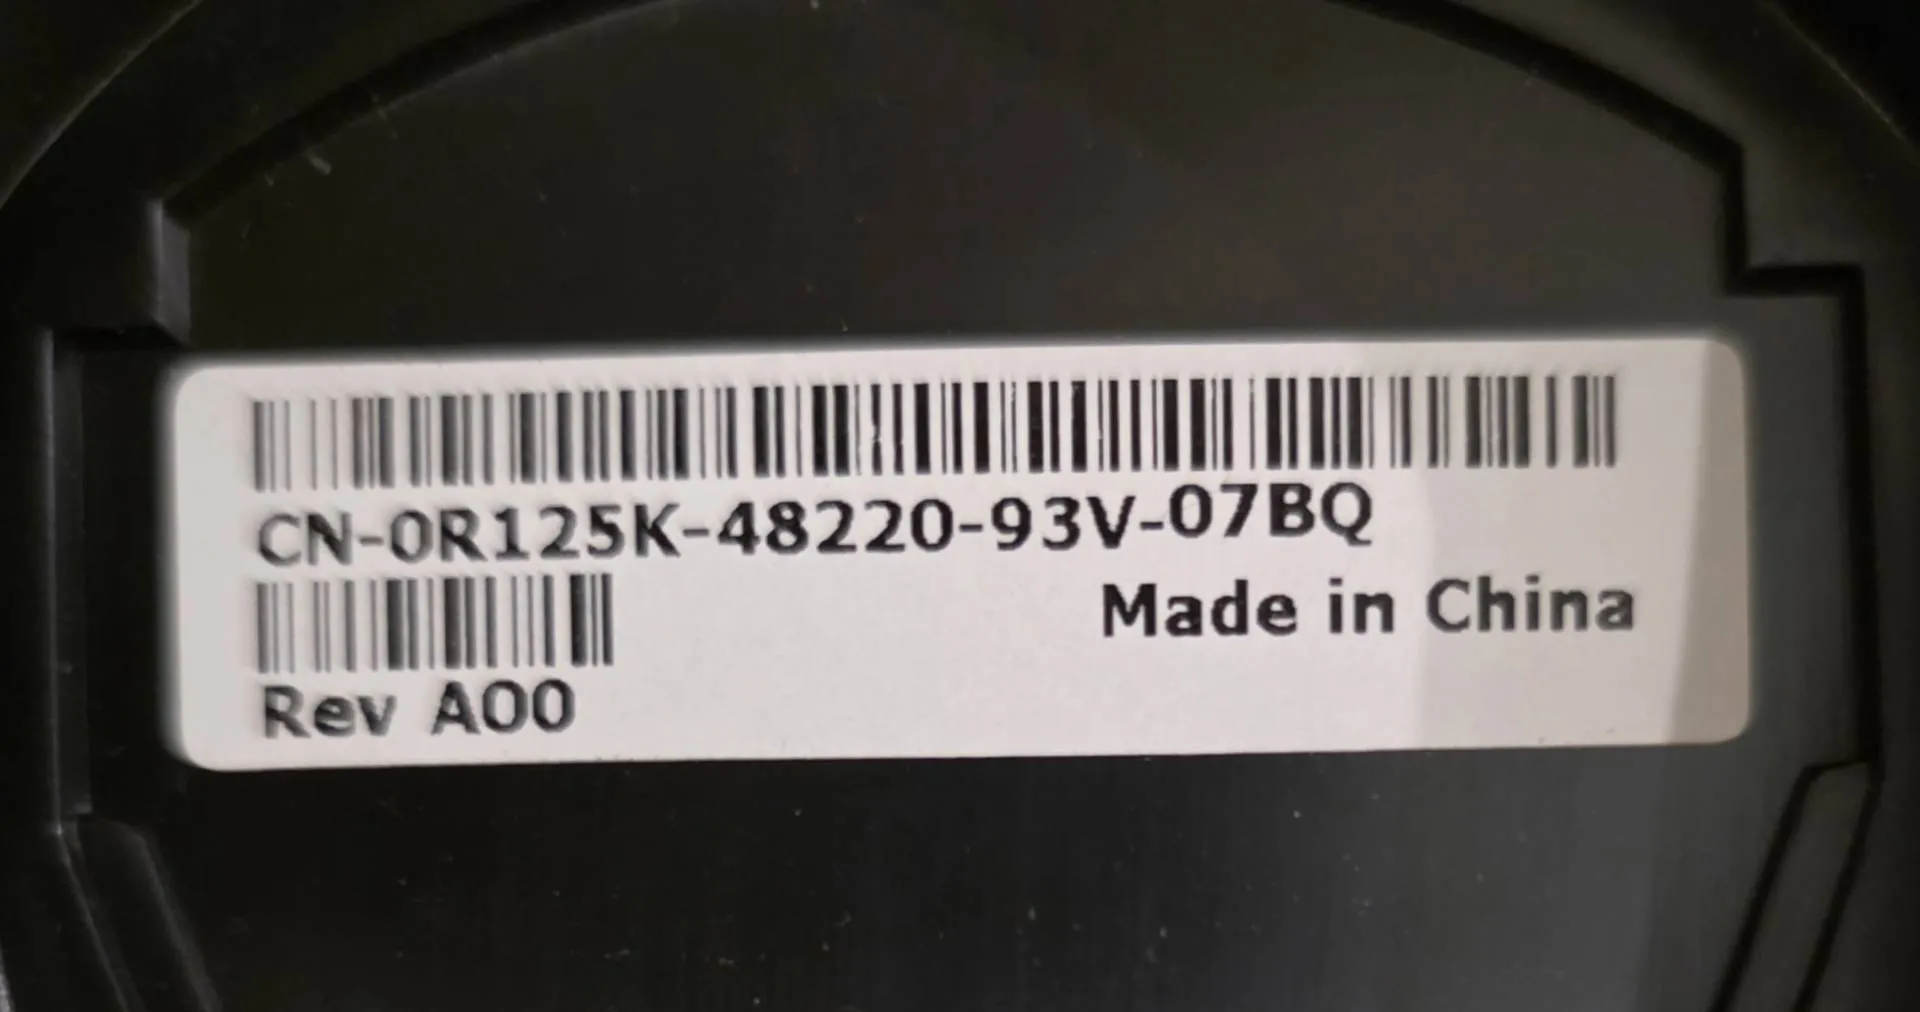 CN-0R125K-48220-93V-07BQ
Made in China
Rev A00